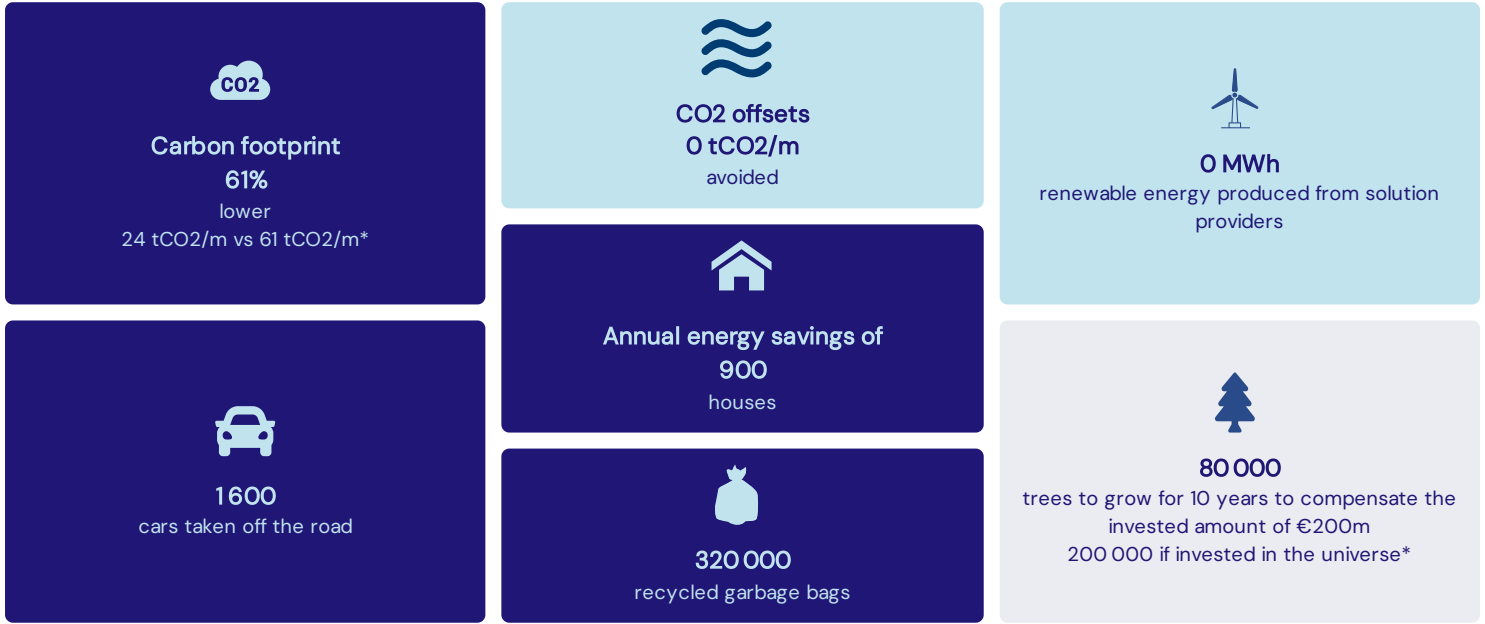 CO2
Carbon footprint
61%
lower
24 tCO2/m vs 61 tCO2/m*
1 600
cars taken off the road
CO2 offsets
0 tCO2/m
avoided
Annual energy savings of
900
houses
320 000
recycled garbage bags
0 MWh
renewable energy produced from solution
providers
80 000
trees to grow for 10 years to compensate the
invested amount of €200m
200 000 if invested in the universe*